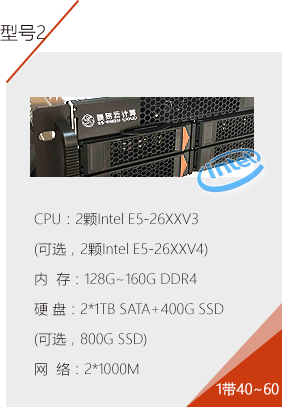 型号2
intel
CPU：2颗Intel E5-26XXV3
(可选，2颗Intel E5-26XXV4)
内 存：128G~160G DDR4
硬 盘：2*1TB SATA+400G SSD
(可选，800G SSD)
网 络：2*1000M
1带40~60